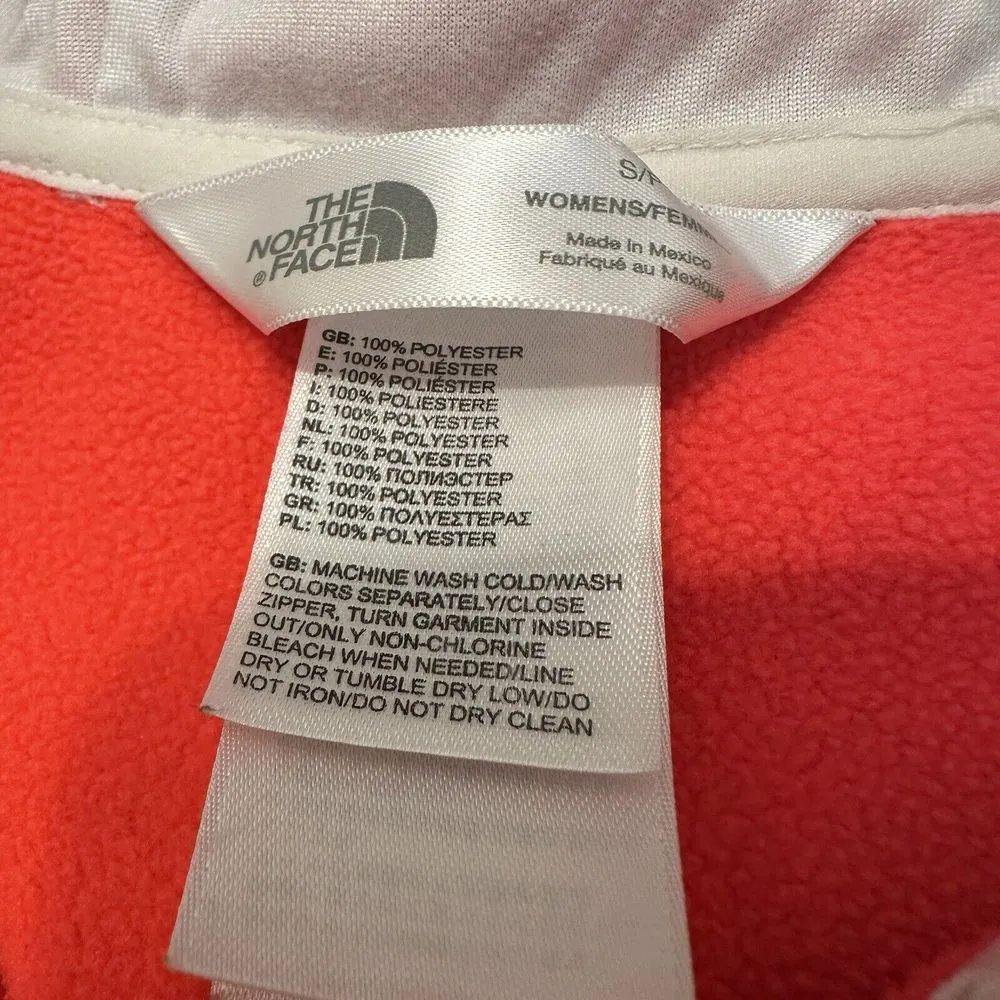 THE
NORTH
FACE
®
S/P
WOMENS/FEMME
Made in Mexico
Fabriqué au Mexique
GB: 100% POLYESTER
E: 100% POLIÉSTER
P: 100% POLIÉSTER
I: 100% POLIESTERE
D: 100% POLYESTER
NL: 100% POLYESTER
F: 100% POLYESTER
RU: 100% ПОЛИЭСТЕР
TR: 100% POLYESTER
GR: 100% ΠΟΛΥΕΣΤΕΡΑΣ
PL: 100% POLYESTER
GB: MACHINE WASH COLD/WASH
COLORS SEPARATELY/CLOSE
ZIPPER, TURN GARMENT INSIDE
OUT/ONLY NON-CHLORINE
BLEACH WHEN NEEDED/LINE
DRY OR TUMBLE DRY LOW/DO
NOT IRON/DO NOT DRY CLEAN